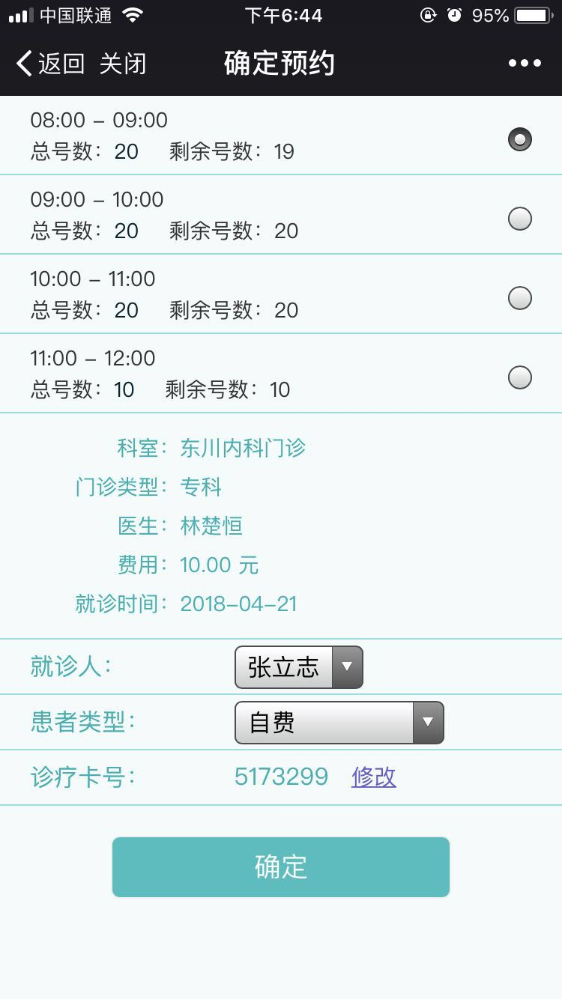 中国联通 下午6:44 95%
返回 关闭 确定预约
08:00 – 09:00
总号数: 20 剩余号数: 19
09:00 – 10:00
总号数: 20 剩余号数: 20
10:00 – 11:00
总号数: 20 剩余号数: 20
11:00 – 12:00
总号数: 10 剩余号数: 10
科室: 东川内科门诊
门诊类型: 专科
医生: 林楚恒
费用: 10.00 元
就诊时间: 2018-04-21
就诊人: 张立志
患者类型: 自费
诊疗卡号: 5173299 修改
确定